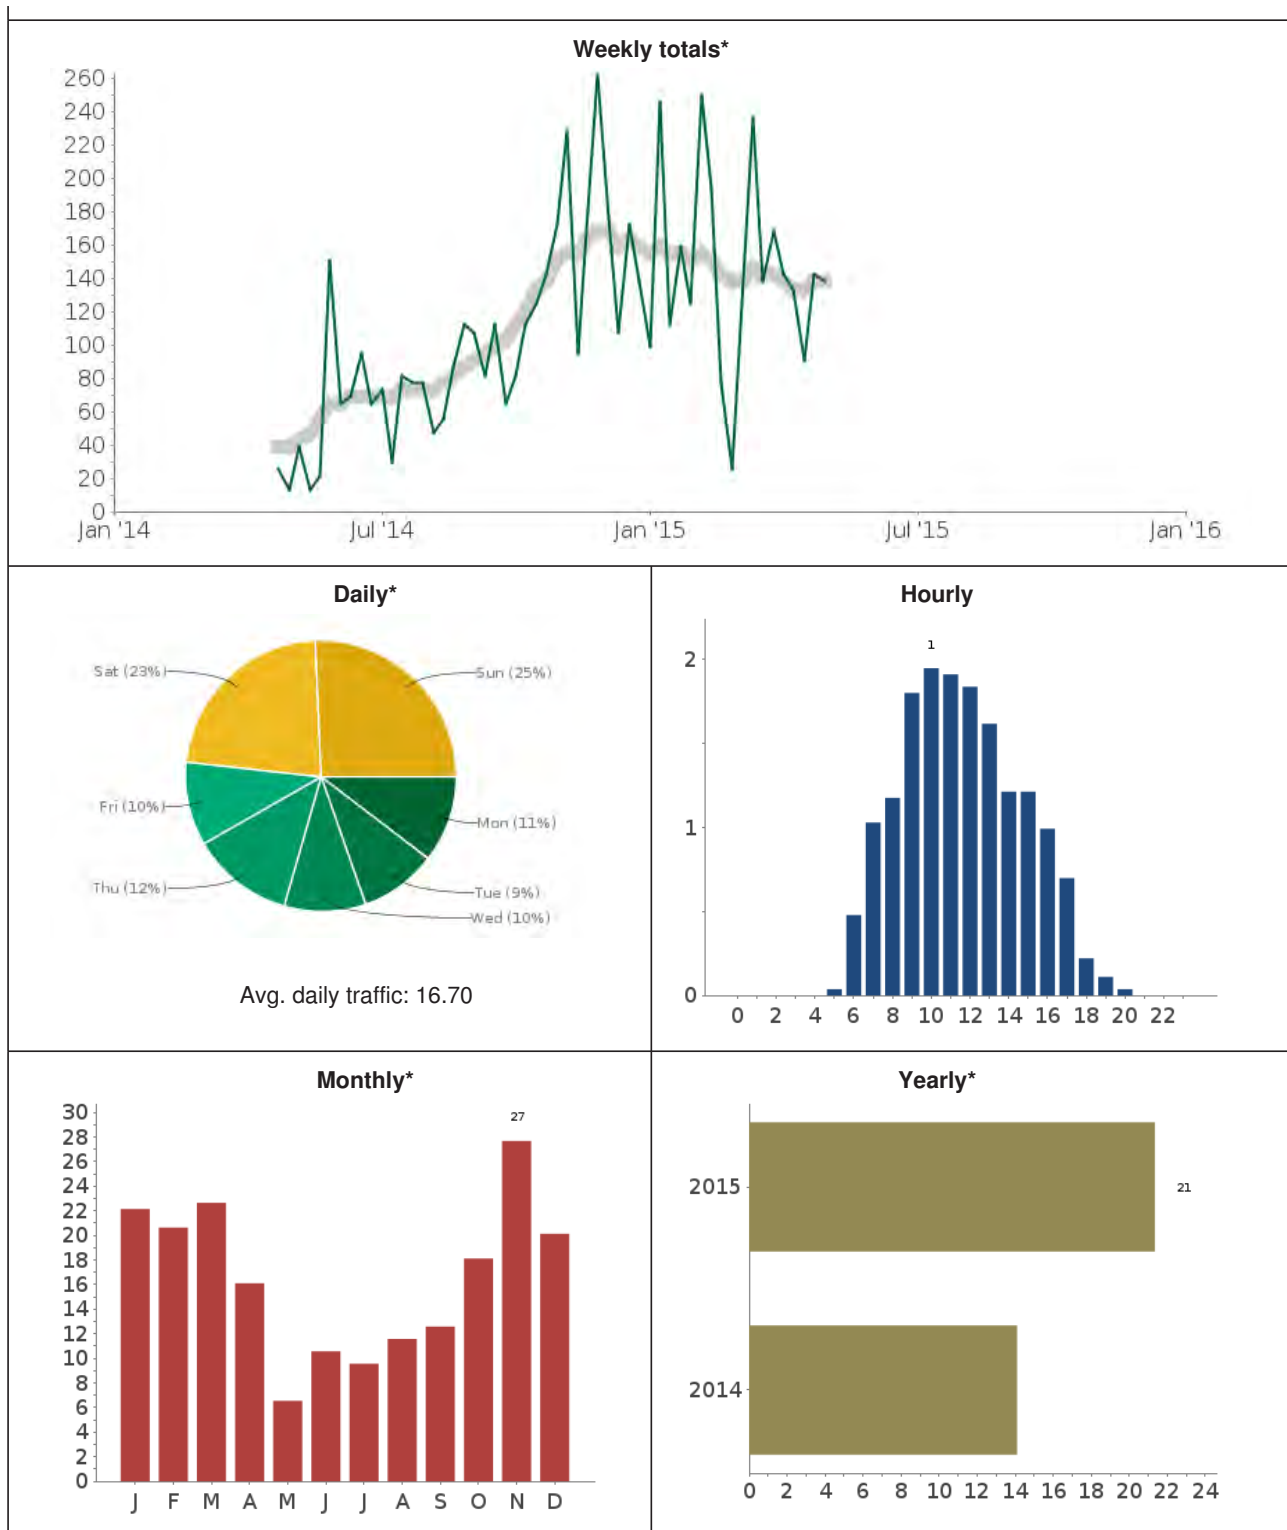 Weekly totals*
260
240
220
200
180
160
140
120
100
80
60
40
20
0
Jan '14 Jul '14 Jan '15 Jul '15 Jan '16
Daily*
Sat (23%) Sun (25%)
Fri (10%) Mon (11%)
Thu (12%) Tue (9%)
Wed (10%)
Avg. daily traffic: 16.70
Hourly
1
2
1
0
0 2 4 6 8 10 12 14 16 18 20 22
Monthly*
27
30
28
26
24
22
20
18
16
14
12
10
8
6
4
2
0
J F M A M J J A S O N D
Yearly*
2015 21
2014
0 2 4 6 8 10 12 14 16 18 20 22 24